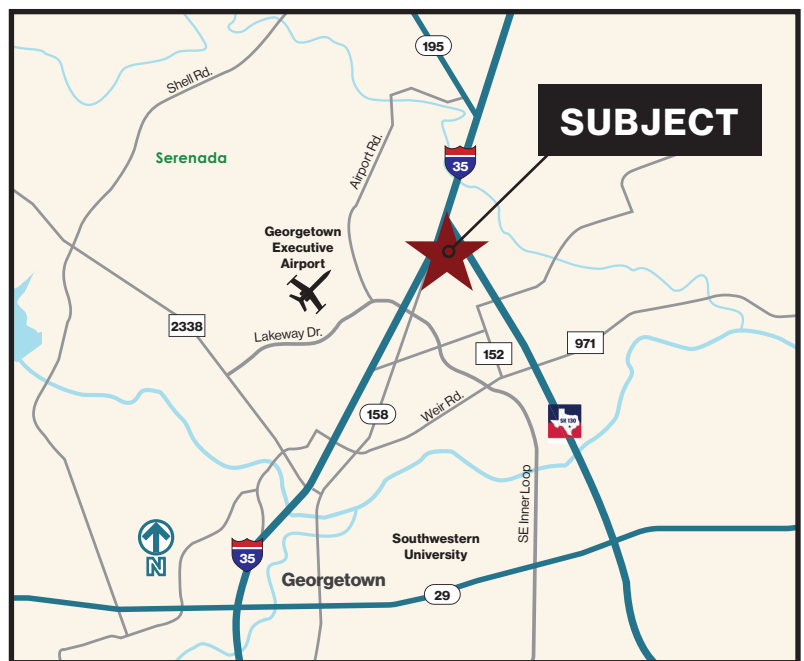 195
Shell Rd.
SUBJECT
Serenada
Airport Rd.
35
Georgetown
Executive
Airport
2338
Lakeway Dr.
971
152
158
Weir Rd.
SH 130
SE Inner Loop
Southwestern
University
35
N
Georgetown
29